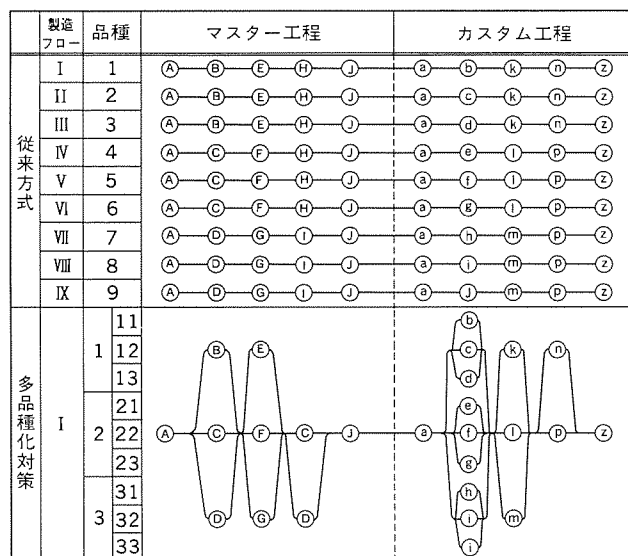 製造フロー 品種 マスター工程 カスタム工程
従来方式
I 1 A B E H J a b k n z
II 2 A B E H J a c k n z
III 3 A B E H J a d k n z
IV 4 A C F H J a e l p z
V 5 A C F H J a f l p z
VI 6 A C F H J a g l p z
VII 7 A D G I J a h m p z
VIII 8 A D G I J a i m p z
IX 9 A D G I J a J m p z
多品種化対策
I
1 11
12
13
2 21
22
23
3 31
32
33
B E
A C F C J
D G D
b
c k n
d
e
a f l p z
g
h
i m
i